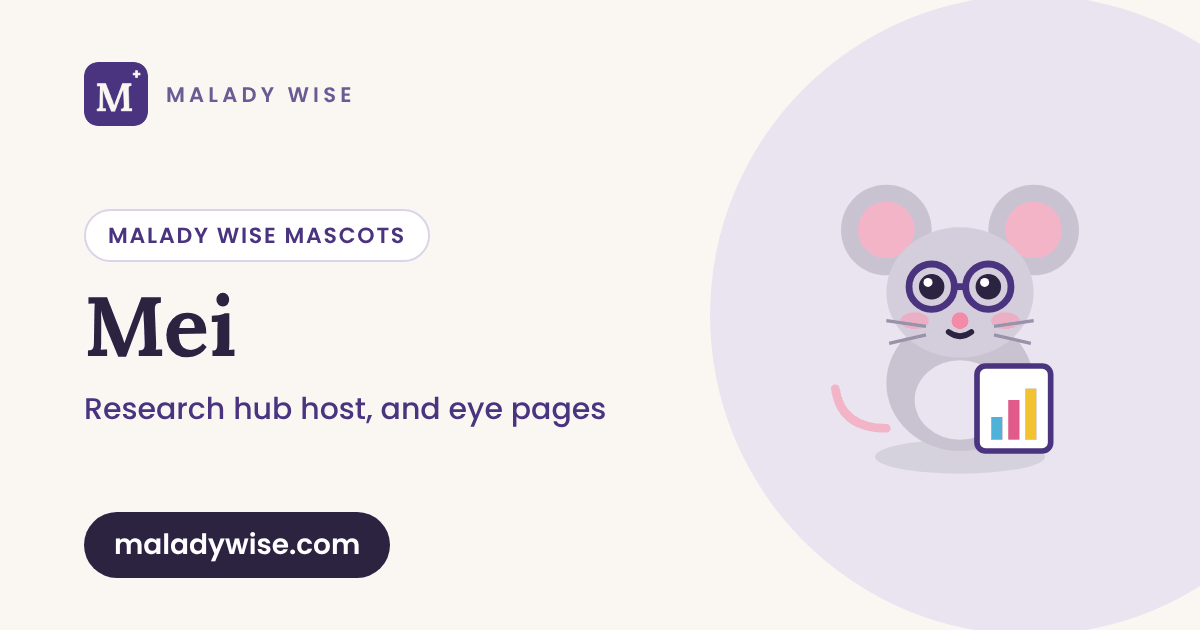 M+
MALADY WISE
MALADY WISE MASCOTS
Mei
Research hub host, and eye pages
maladywise.com